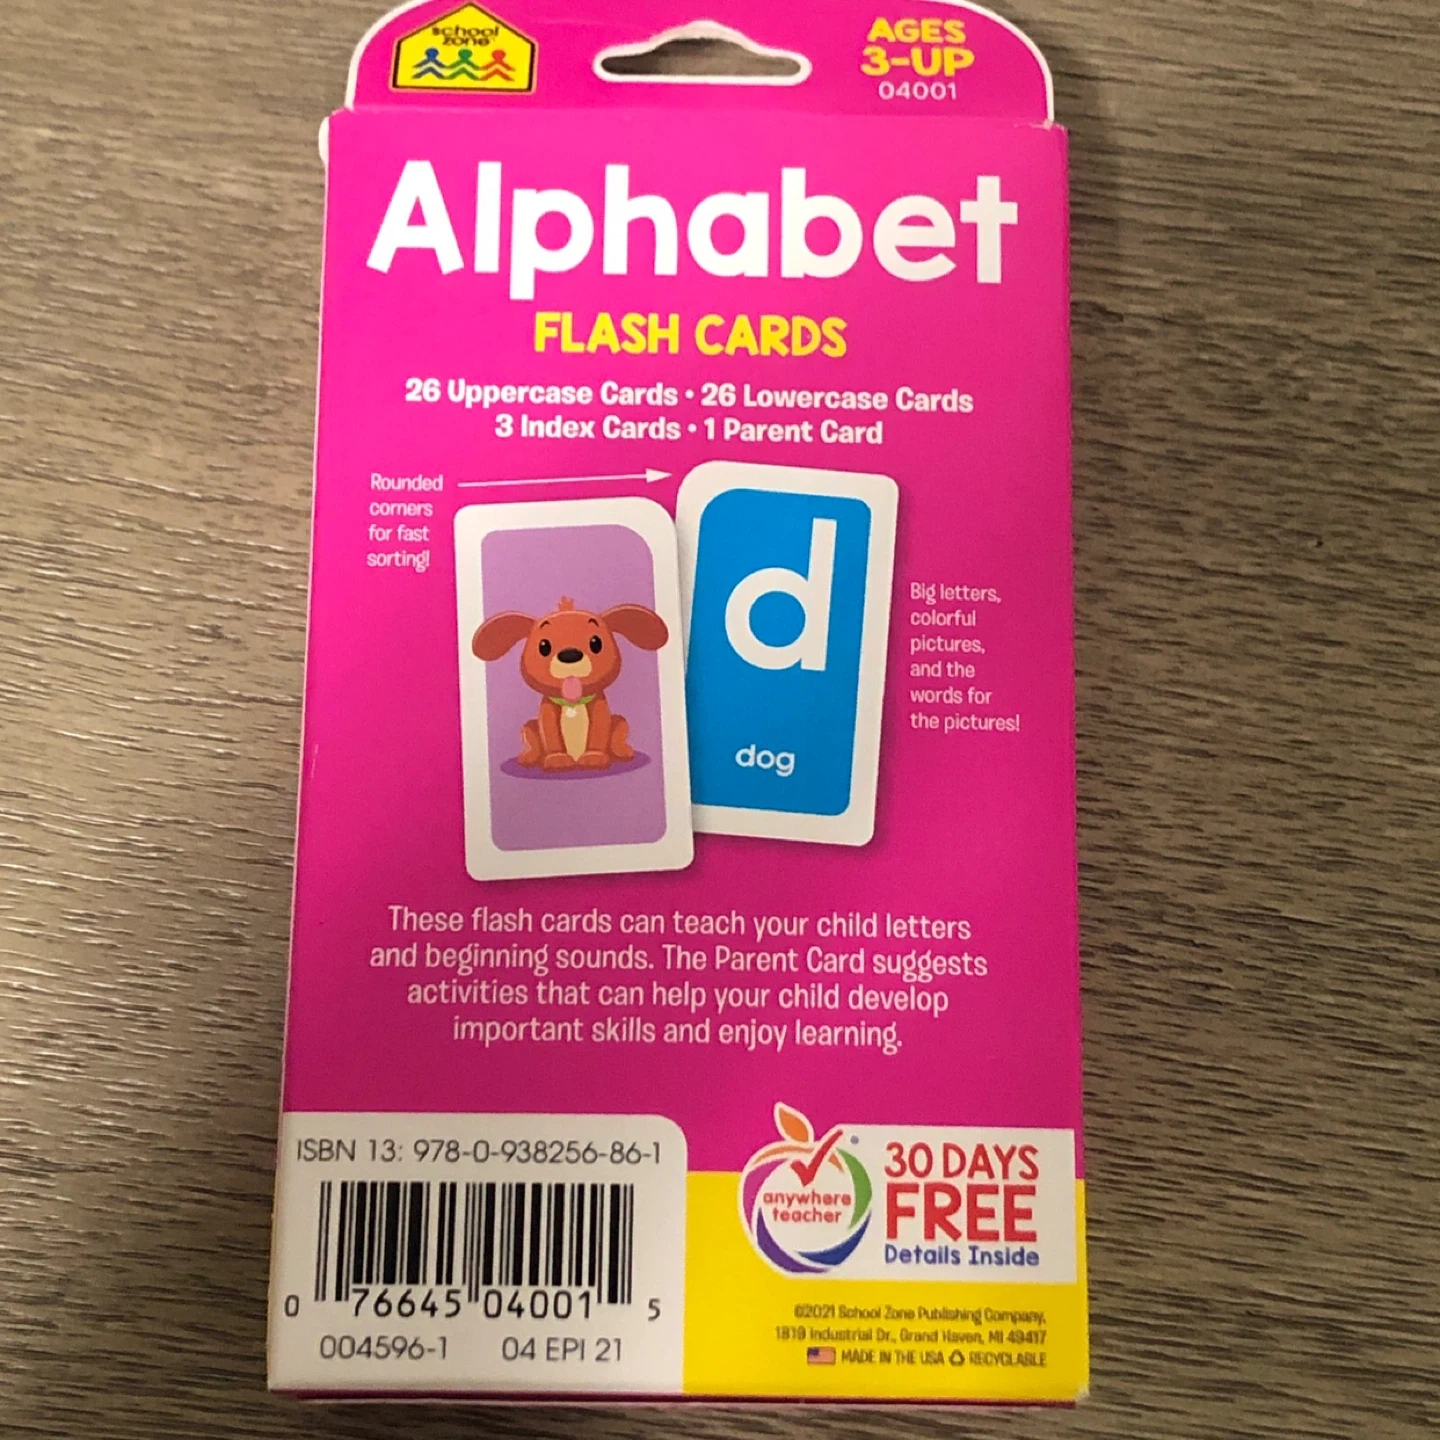 school
zone
AGES
3-UP
04001
Alphabet
FLASH CARDS
26 Uppercase Cards • 26 Lowercase Cards
3 Index Cards • 1 Parent Card
Rounded
corners
for fast
sorting!
d
dog
Big letters,
colorful
pictures,
and the
words for
the pictures!
These flash cards can teach your child letters
and beginning sounds. The Parent Card suggests
activities that can help your child develop
important skills and enjoy learning.
ISBN 13: 978-0-938256-86-1
0 76645 04001 5
004596-1 04 EPI 21
anywhere
teacher
®
30 DAYS
FREE
Details Inside
©2021 School Zone Publishing Company,
1819 Industrial Dr., Grand Haven, MI 49417
MADE IN THE USA ♻ RECYCLABLE